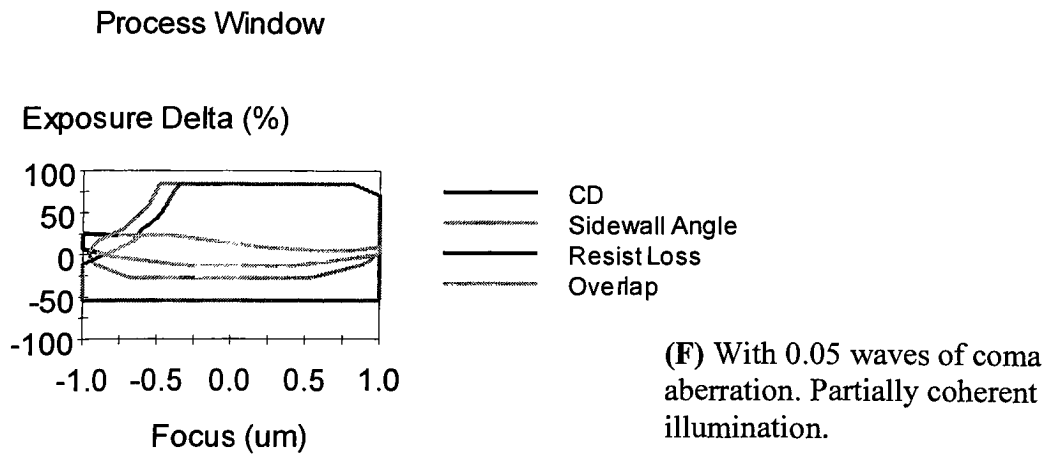 Process Window
Exposure Delta (%)
100
50
0
-50
-100
-1.0 -0.5 0.0 0.5 1.0
Focus (um)
CD
Sidewall Angle
Resist Loss
Overlap
(F) With 0.05 waves of coma
aberration. Partially coherent
illumination.